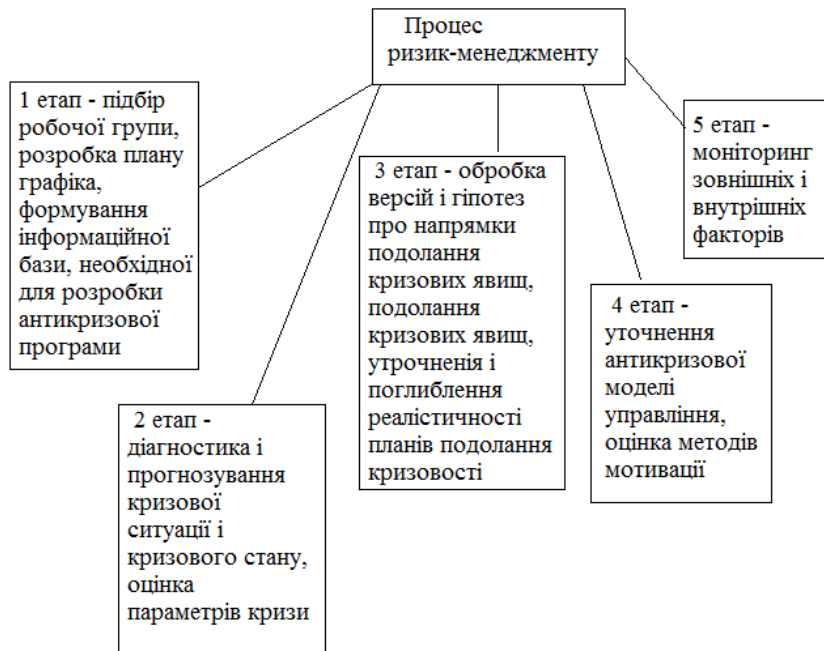 Процес
ризик-менеджменту
1 етап - підбір
робочої групи,
розробка плану
графіка,
формування
інформаційної
бази, необхідної
для розробки
антикризової
програми
2 етап -
діагностика і
прогнозування
кризової
ситуації і
кризового стану,
оцінка
параметрів кризи
3 етап - обробка
версій і гіпотез
про напрямки
подолання
кризових явищ,
подолання
кризових явищ,
утрочненія і
поглиблення
реалістичності
планів подолання
кризовості
4 етап -
уточнення
антикризової
моделі
управління,
оцінка методів
мотивації
5 етап -
моніторинг
зовнішніх і
внутрішніх
факторів